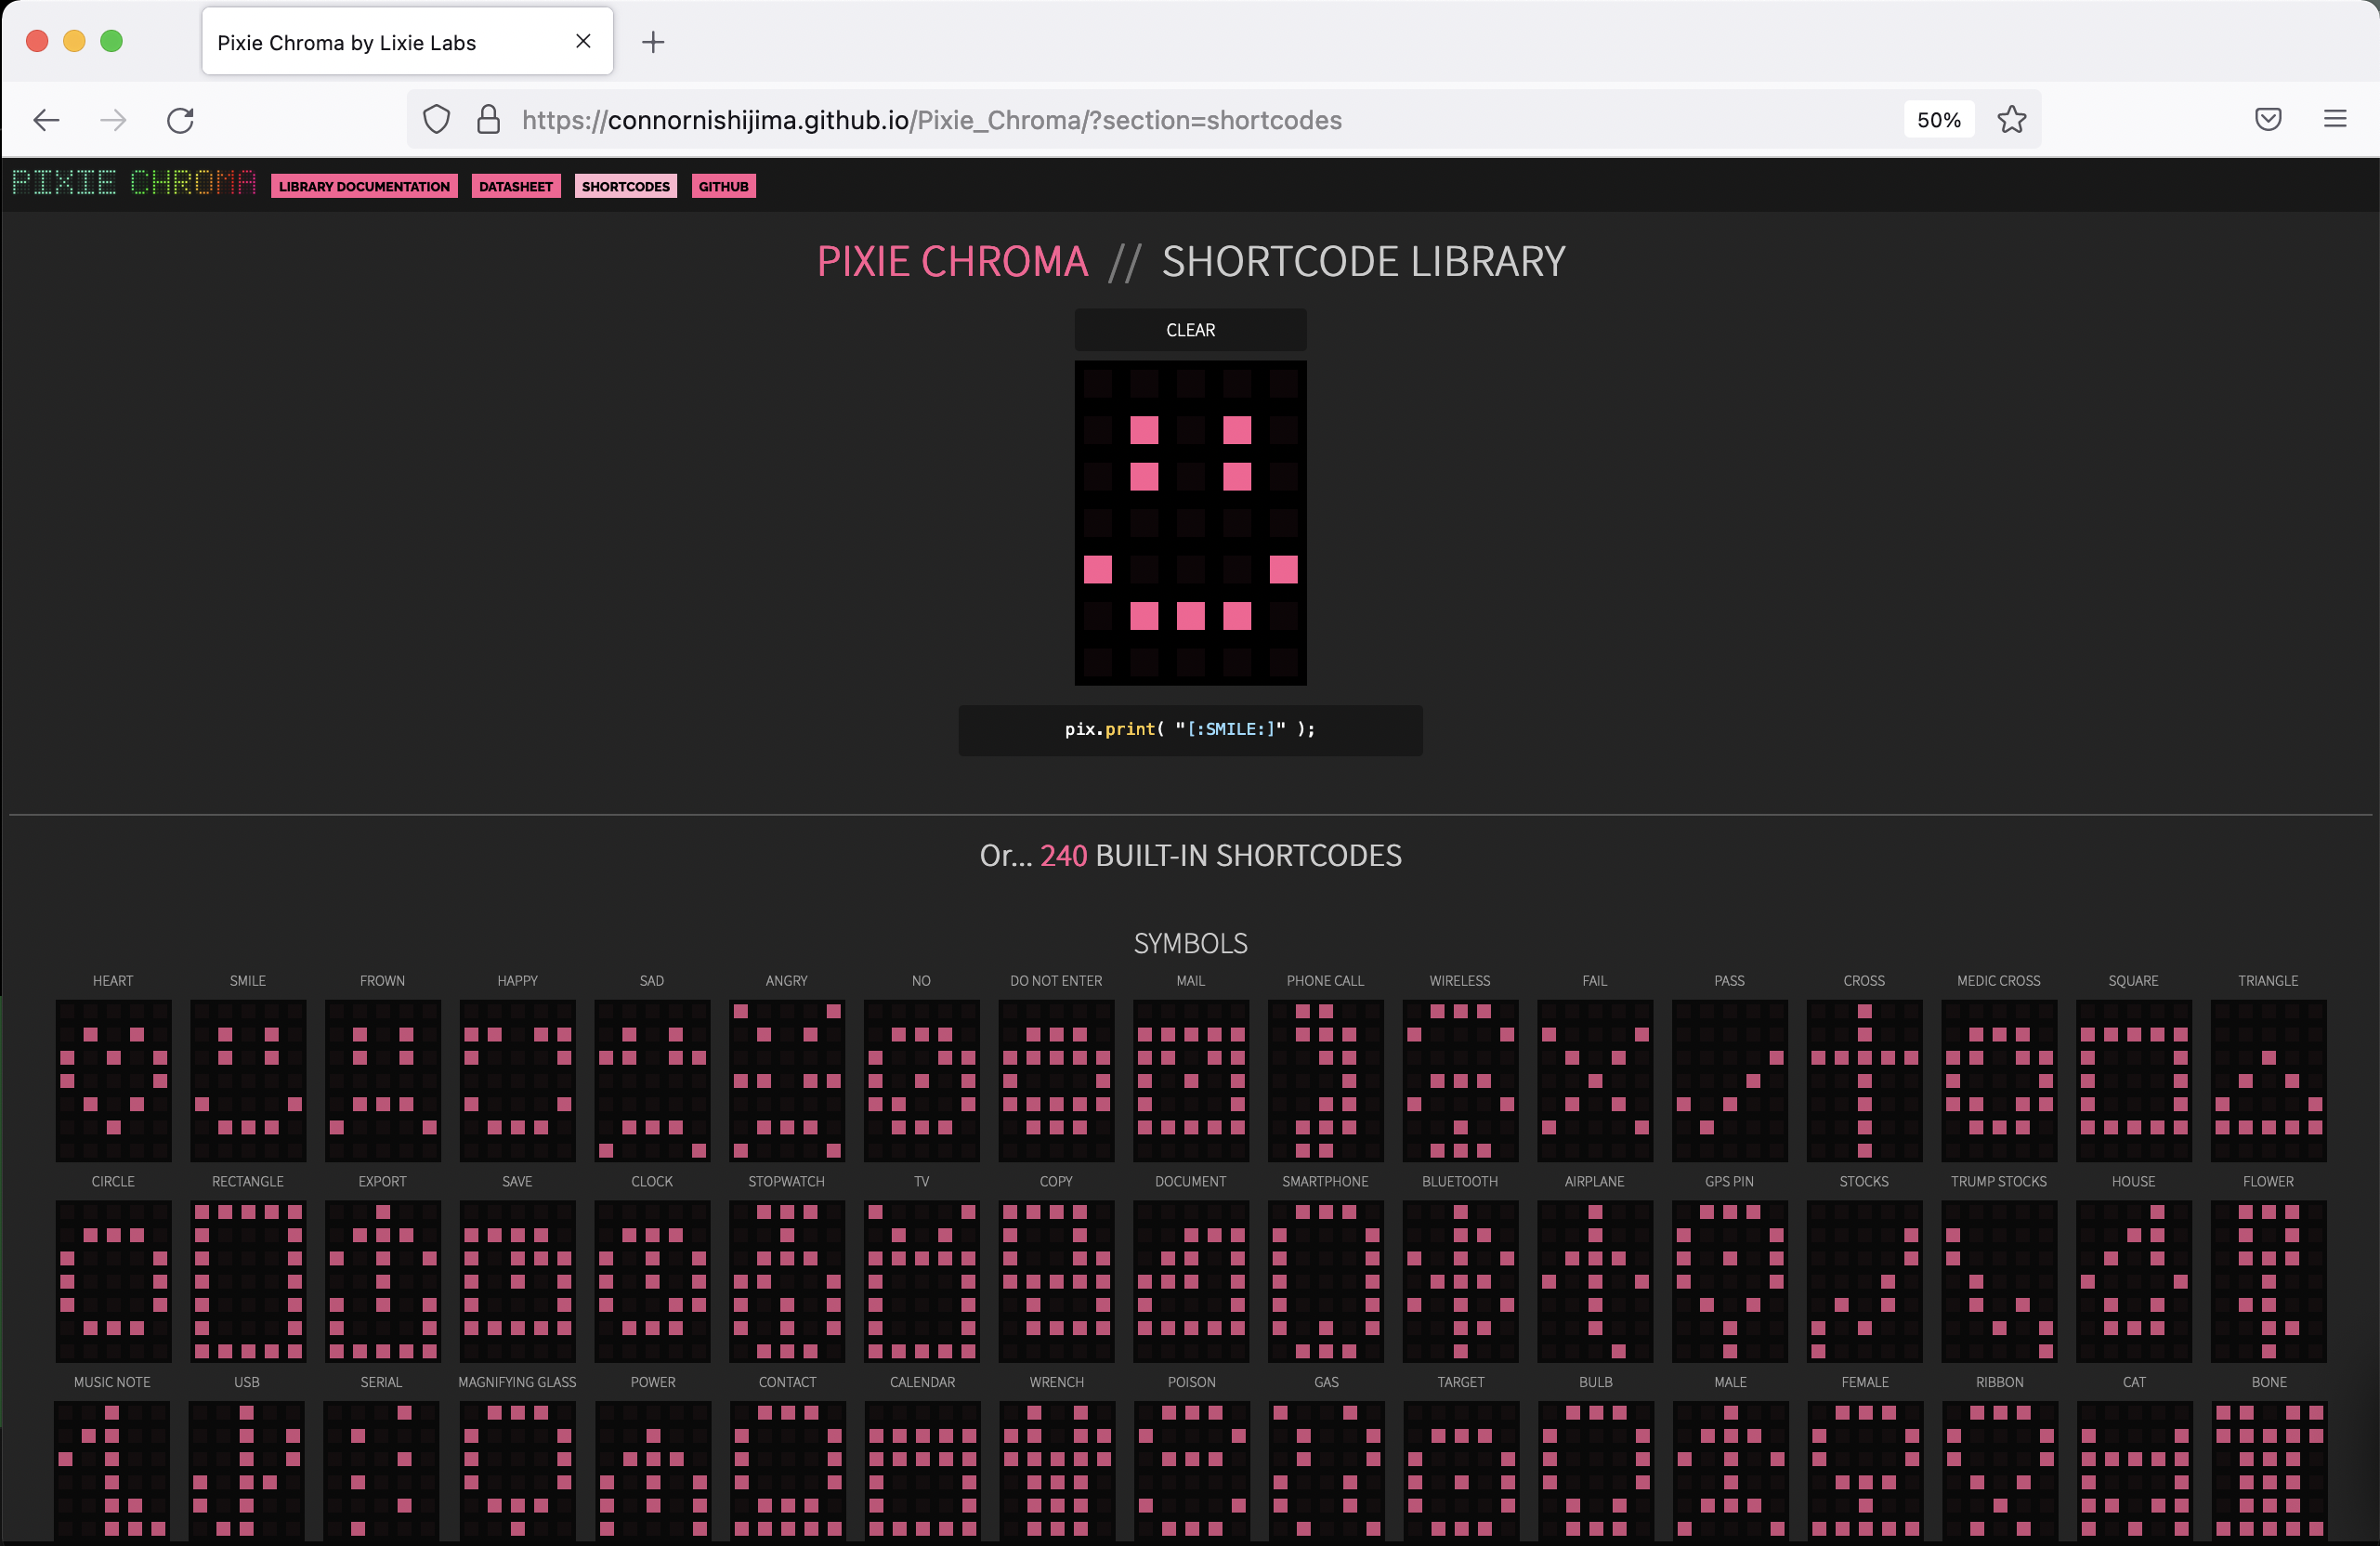 Pixie Chroma by Lixie Labs
https://connornishijima.github.io/Pixie_Chroma/?section=shortcodes
50%
PIXIE CHROMA
LIBRARY DOCUMENTATION
DATASHEET
SHORTCODES
GITHUB
PIXIE CHROMA // SHORTCODE LIBRARY
CLEAR
pix.print( "[:SMILE:]" );
Or... 240 BUILT-IN SHORTCODES
SYMBOLS
HEART SMILE FROWN HAPPY SAD ANGRY NO DO NOT ENTER MAIL PHONE CALL WIRELESS FAIL PASS CROSS MEDIC CROSS SQUARE TRIANGLE
CIRCLE RECTANGLE EXPORT SAVE CLOCK STOPWATCH TV COPY DOCUMENT SMARTPHONE BLUETOOTH AIRPLANE GPS PIN STOCKS TRUMP STOCKS HOUSE FLOWER
MUSIC NOTE USB SERIAL MAGNIFYING GLASS POWER CONTACT CALENDAR WRENCH POISON GAS TARGET BULB MALE FEMALE RIBBON CAT BONE